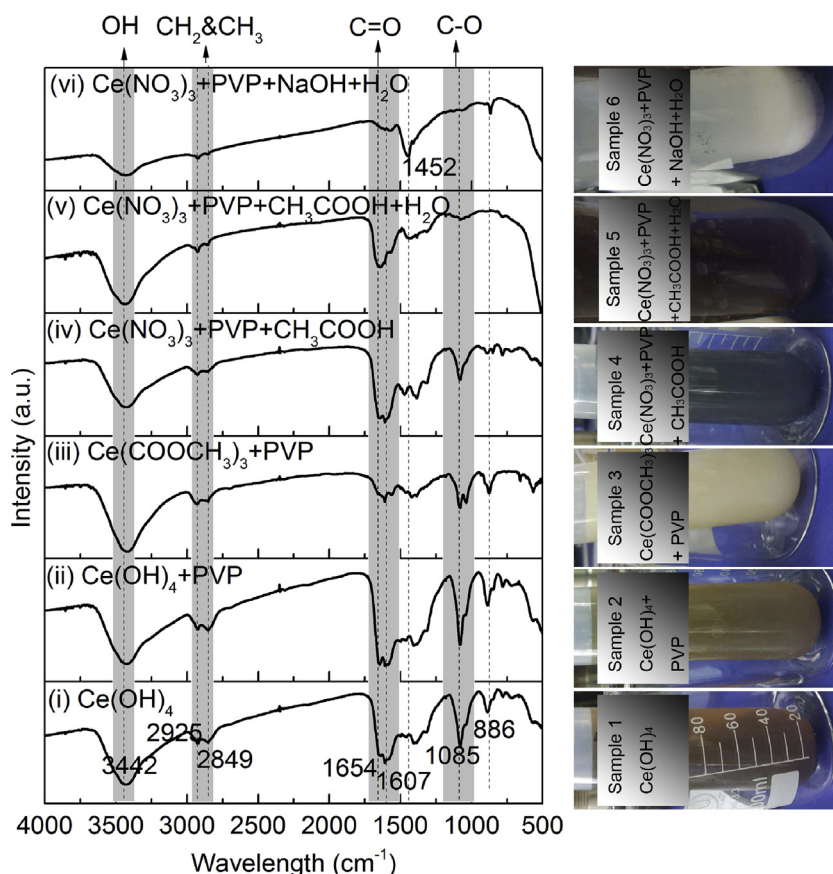 OH
CH₂&CH₃
C=O
C-O
(vi) Ce(NO₃)₃+PVP+NaOH+H₂O
1452
(v) Ce(NO₃)₃+PVP+CH₃COOH+H₂O
(iv) Ce(NO₃)₃+PVP+CH₃COOH
(iii) Ce(COOCH₃)₃+PVP
(ii) Ce(OH)₄+PVP
(i) Ce(OH)₄
2925
3442
2849
1654
1607
1085
886
4000 3500 3000 2500 2000 1500 1000 500
Wavelength (cm⁻¹)
Intensity (a.u.)
Sample 6
Ce(NO₃)₃+PVP
+ NaOH+H₂O
Sample 5
Ce(NO₃)₃+PVP
+CH₃COOH+H₂O
Sample 4
Ce(NO₃)₃+PVP
+ CH₃COOH
Sample 3
Ce(COOCH₃)₃
+ PVP
Sample 2
Ce(OH)₄+
PVP
Sample 1
Ce(OH)₄
80
60
40
20